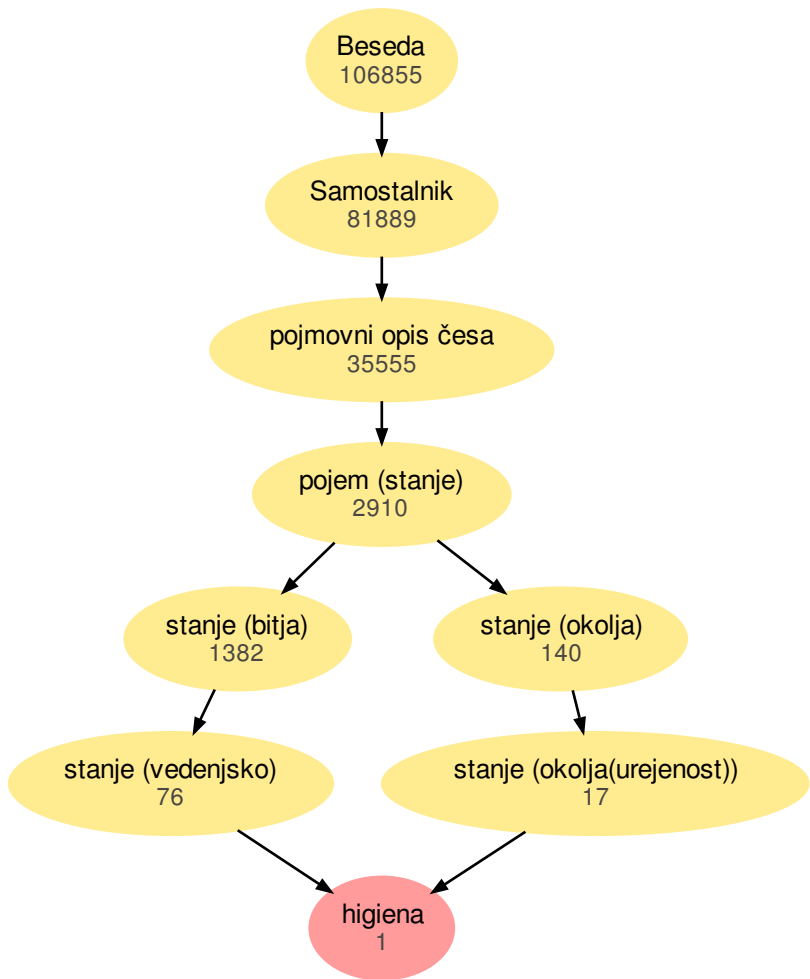 Beseda
106855
Samostalnik
81889
pojmovni opis česa
35555
pojem (stanje)
2910
stanje (bitja)
1382
stanje (okolja)
140
stanje (vedenjsko)
76
stanje (okolja(urejenost))
17
higiena
1